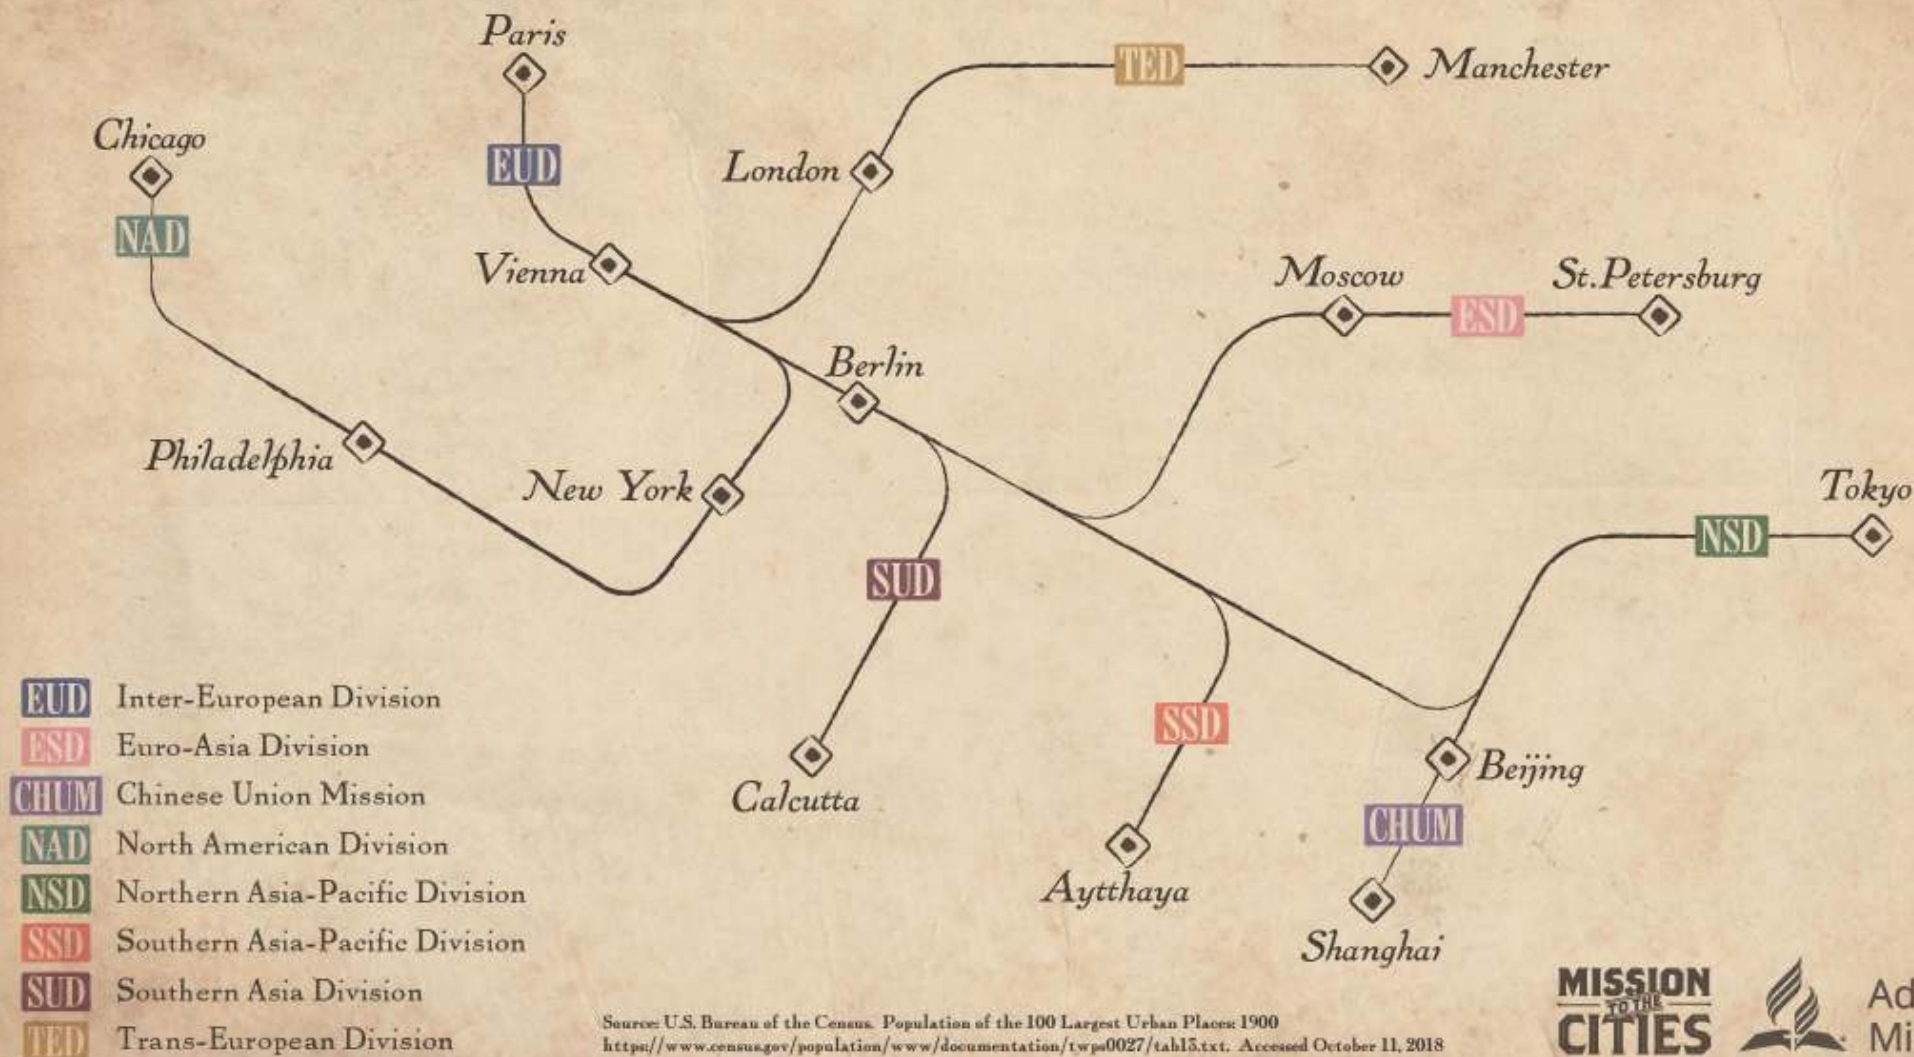 Paris
TED
Manchester
Chicago
EUD
London
NAD
Vienna
Moscow
St.Petersburg
ESD
Berlin
Philadelphia
New York
Tokyo
NSD
SUD
EUD Inter-European Division
SSD
ESD Euro-Asia Division
Beijing
Calcutta
CHUM Chinese Union Mission
CHUM
NAD North American Division
Aytthaya
NSD Northern Asia-Pacific Division
SSD Southern Asia-Pacific Division
Shanghai
SUD Southern Asia Division
TED Trans-European Division
Source: U.S. Bureau of the Census. Population of the 100 Largest Urban Places: 1900
https://www.census.gov/population/www/documentation/twps0027/tab13.txt. Accessed October 11, 2018
MISSION
TO THE
CITIES
Ad
Mi